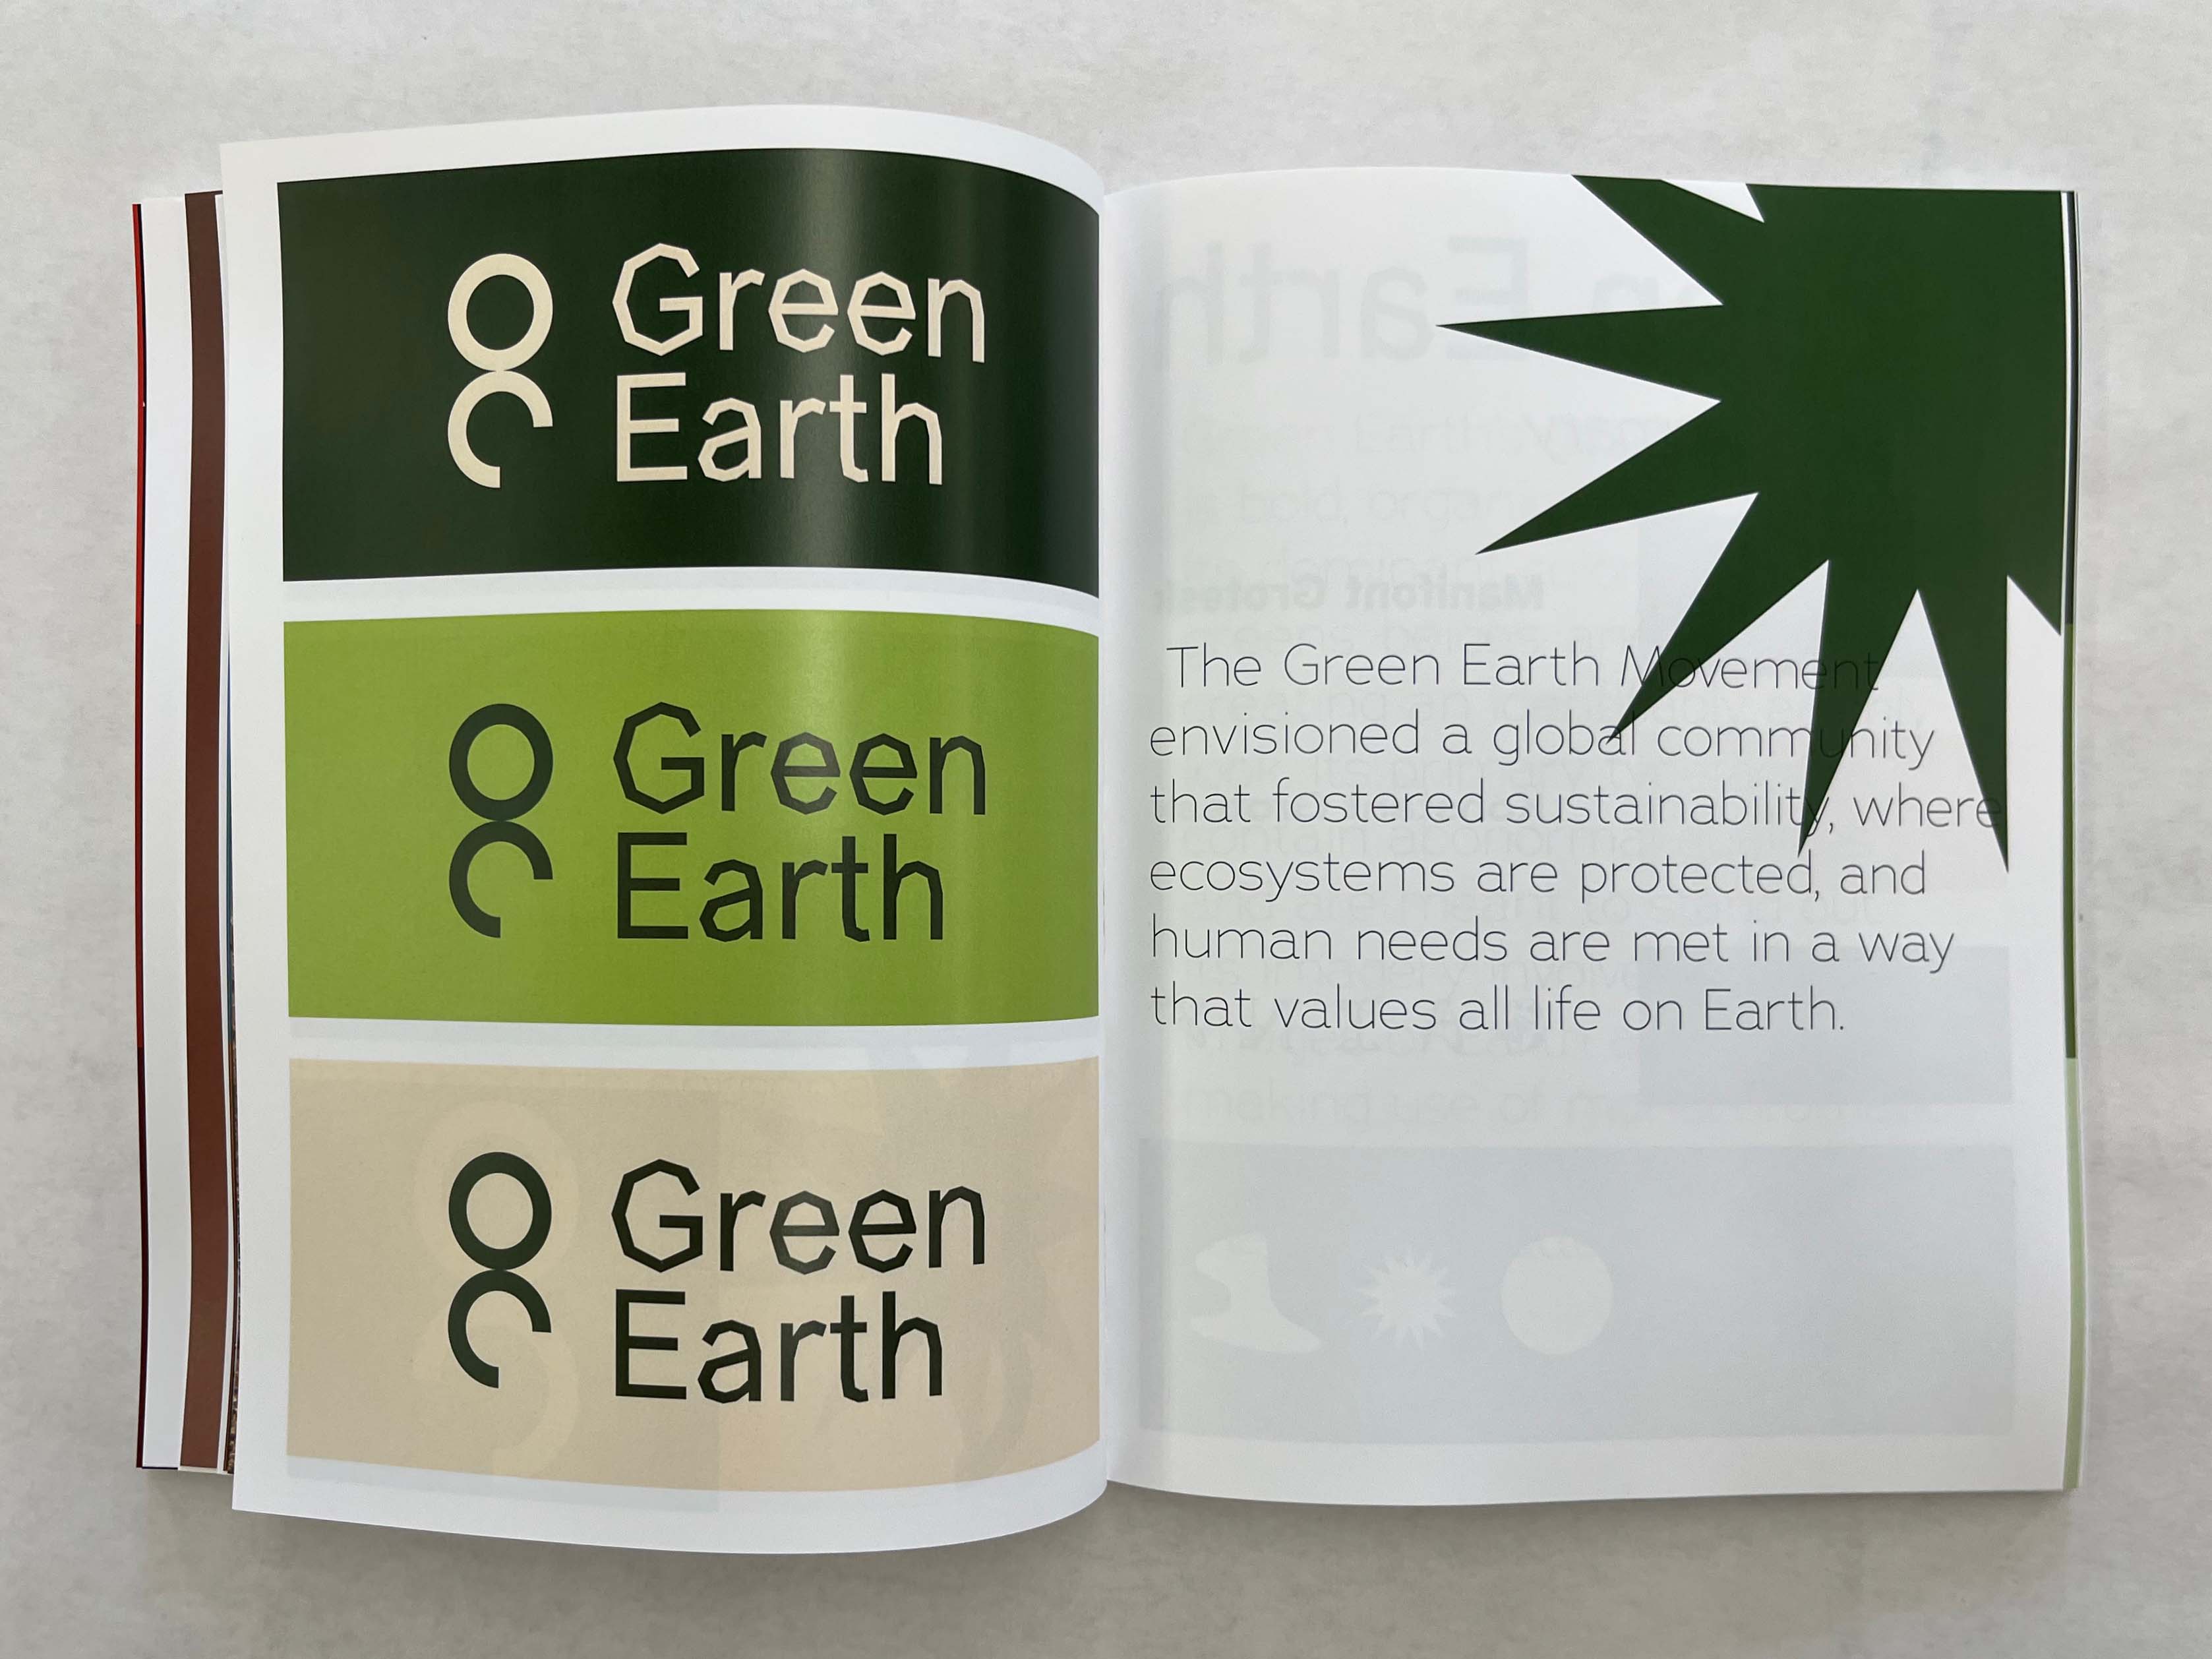 Green
Earth
Green
Earth
Green
Earth
The Green Earth Movement
envisioned a global community
that fostered sustainability, where
ecosystems are protected, and
human needs are met in a way
that values all life on Earth.